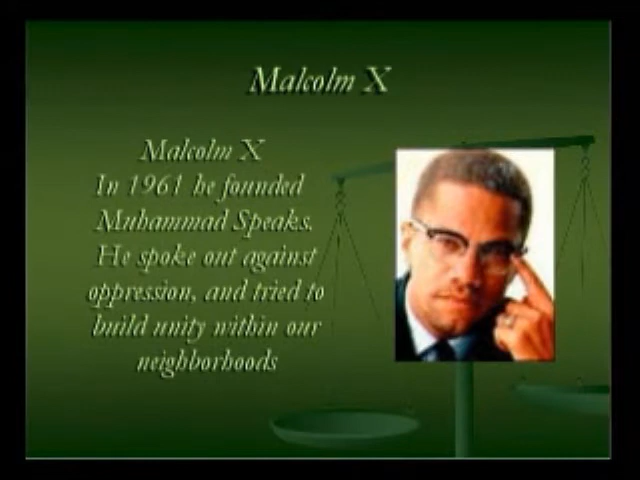 Malcolm X
Malcolm X
In 1961 he founded
Muhammad Speaks.
He spoke out against
oppression, and tried to
build unity within our
neighborhoods